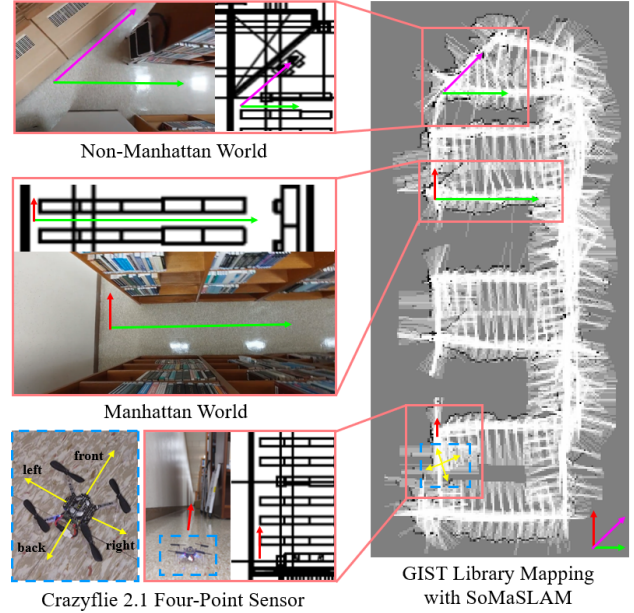 Non-Manhattan World
Manhattan World
front
left
back
right
Crazyflie 2.1 Four-Point Sensor
GIST Library Mapping
with SoMaSLAM